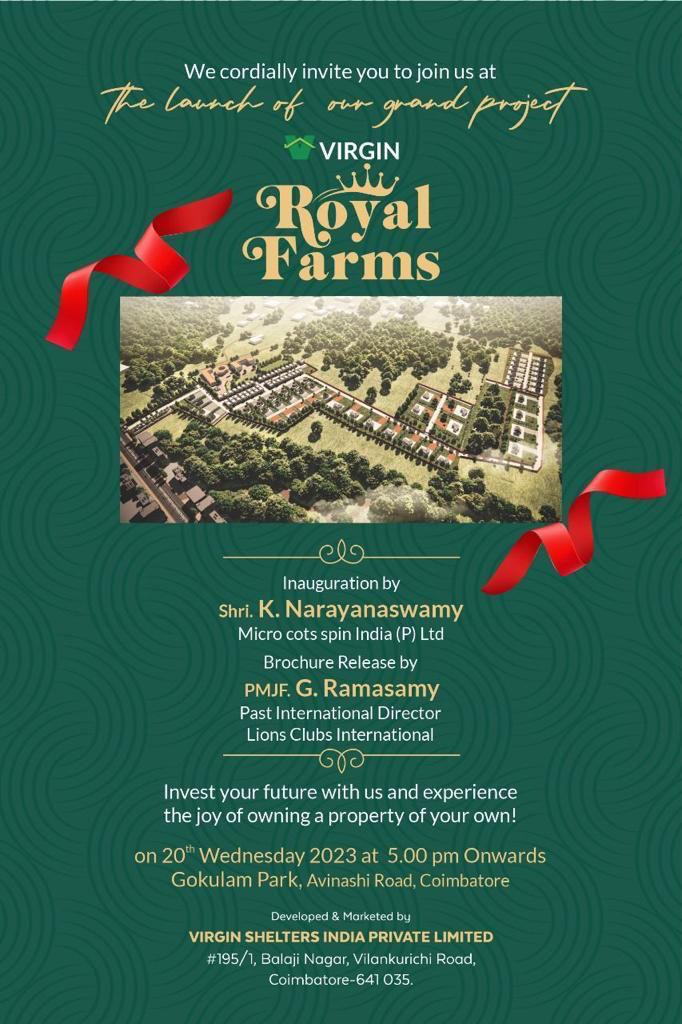 We cordially invite you to join us at
The launch of our grand project
VIRGIN
Royal
Farms
Inauguration by
Shri. K. Narayanaswamy
Micro cots spin India (P) Ltd
Brochure Release by
PMJF. G. Ramasamy
Past International Director
Lions Clubs International
Invest your future with us and experience
the joy of owning a property of your own!
on 20th Wednesday 2023 at 5.00 pm Onwards
Gokulam Park, Avinashi Road, Coimbatore
Developed & Marketed by
VIRGIN SHELTERS INDIA PRIVATE LIMITED
#195/1, Balaji Nagar, Vilankurichi Road,
Coimbatore-641 035.